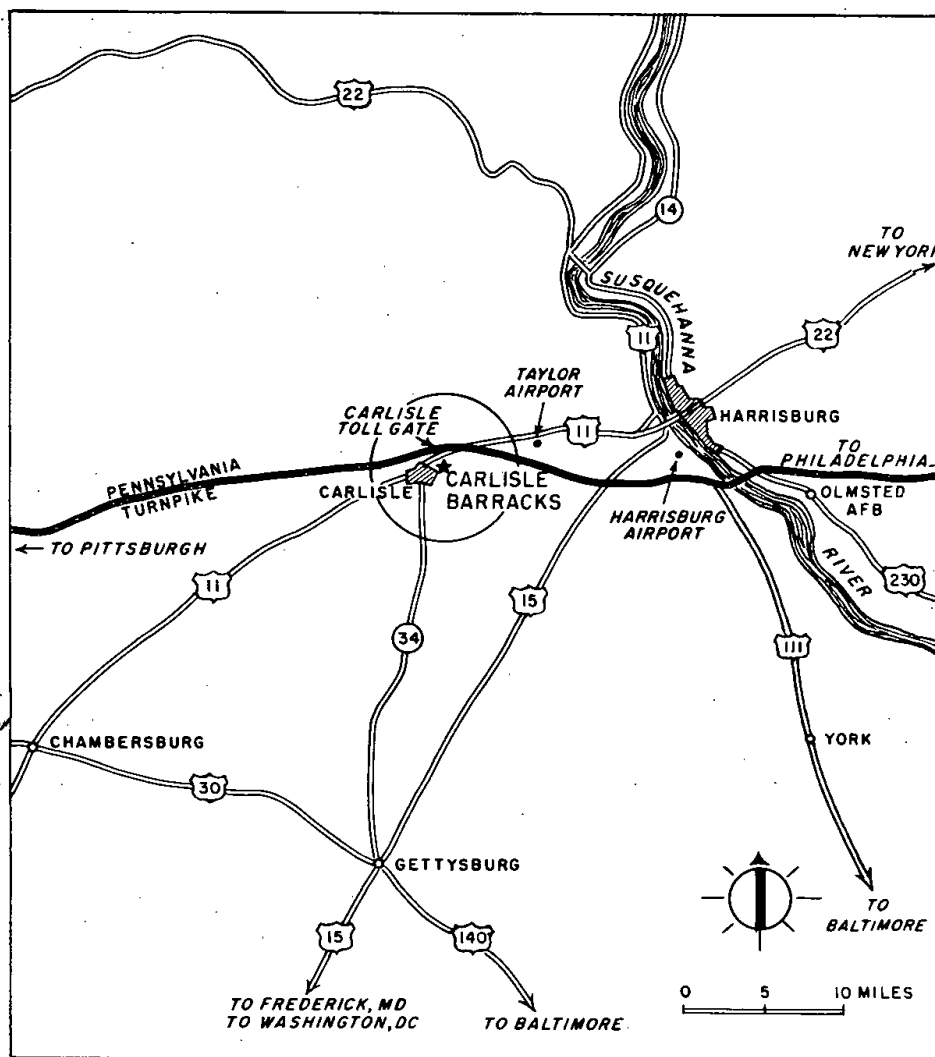 22
14
TO
NEW YORK
SUSQUEHANNA
11
22
TAYLOR
AIRPORT
CARLISLE
TOLL GATE
11
HARRISBURG
TO
PHILADELPHIA
PENNSYLVANIA
TURNPIKE
CARLISLE
CARLISLE
BARRACKS
OLMSTED
AFB
HARRISBURG
AIRPORT
TO PITTSBURGH
RIVER
11
15
230
34
111
CHAMBERSBURG
YORK
30
GETTYSBURG
15
140
TO
BALTIMORE
TO FREDERICK, MD
TO WASHINGTON, DC
TO BALTIMORE
0 5 10 MILES